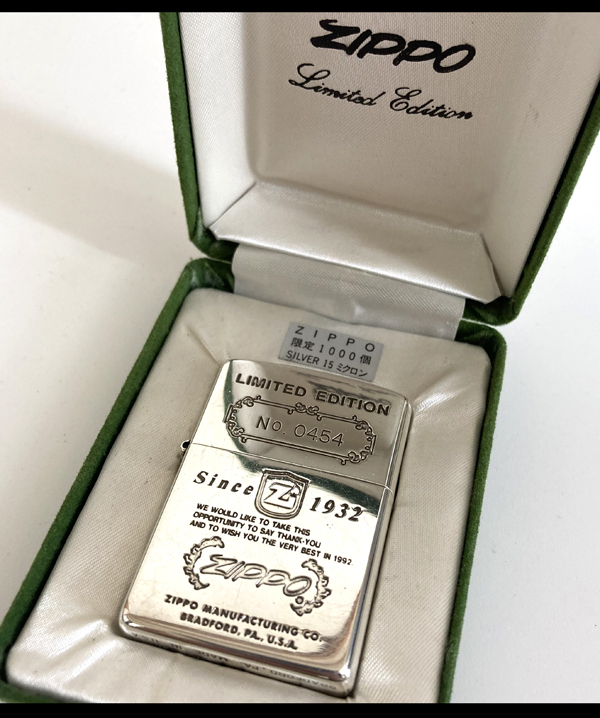 ZIPPO
Limited Edition
ZIPPO
限定1000個
SILVER 15ミクロン
LIMITED EDITION
No. 0454
Since Z 1932
WE WOULD LIKE TO TAKE THIS
OPPORTUNITY TO SAY THANK-YOU
AND TO WISH YOU THE VERY BEST IN 1992.
ZIPPO
ZIPPO MANUFACTURING CO.
BRADFORD, PA., U.S.A.